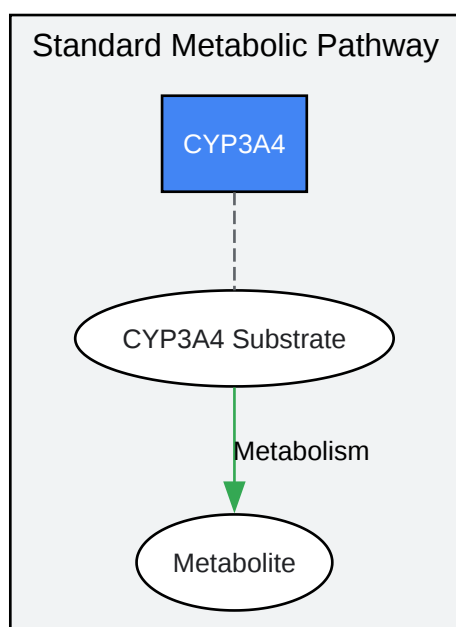 Standard Metabolic Pathway
CYP3A4
CYP3A4 Substrate
Metabolism
Metabolite